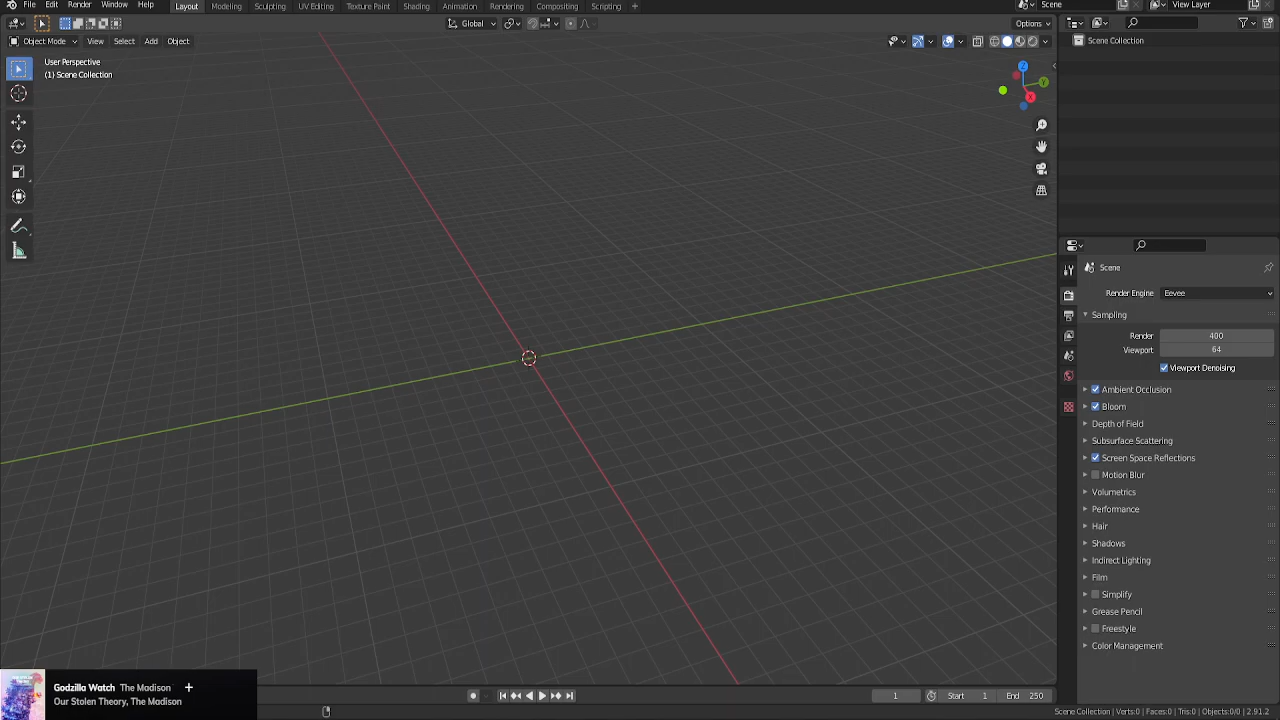 File Edit Render Window Help Layout Modeling Sculpting UV Editing Texture Paint Shading Animation Rendering Compositing Scripting + Scene View Layer
Global Options
Object Mode View Select Add Object
Scene Collection
User Perspective
(1) Scene Collection
Z
Y
X
Scene
Render Engine Eevee
Sampling
Render 400
Viewport 64
Viewport Denoising
Ambient Occlusion
Bloom
Depth of Field
Subsurface Scattering
Screen Space Reflections
Motion Blur
Volumetrics
Performance
Hair
Shadows
Indirect Lighting
Film
Simplify
Grease Pencil
Freestyle
Color Management
Godzilla Watch The Madison +
Our Stolen Theory, The Madison
1 Start 1 End 250
Scene Collection | Verts:0 | Faces:0 | Tris:0 | Objects:0/0 | 2.91.2